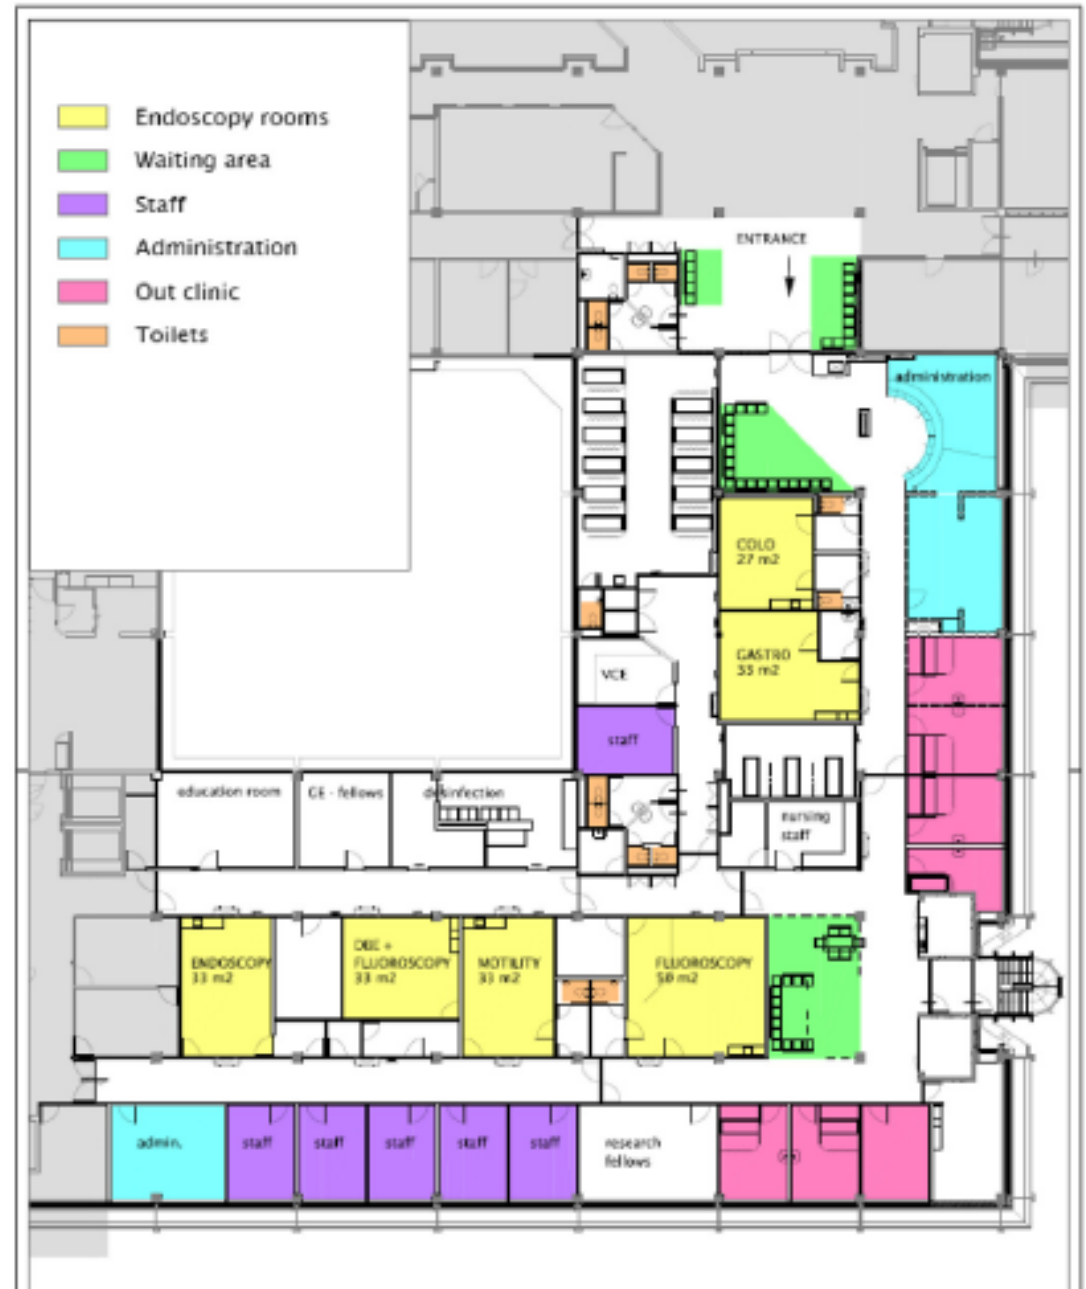 Endoscopy rooms
Waiting area
Staff
Administration
Out clinic
Toilets
ENTRANCE
administration
COLO
27 m2
GASTRO
33 m2
VCE
staff
education room
GE - fellows
desinfection
nursing
staff
ENDOSCOPY
33 m2
DBE +
FLUOROSCOPY
33 m2
MOTILITY
33 m2
FLUOROSCOPY
50 m2
admin.
staff
staff
staff
staff
staff
research
fellows